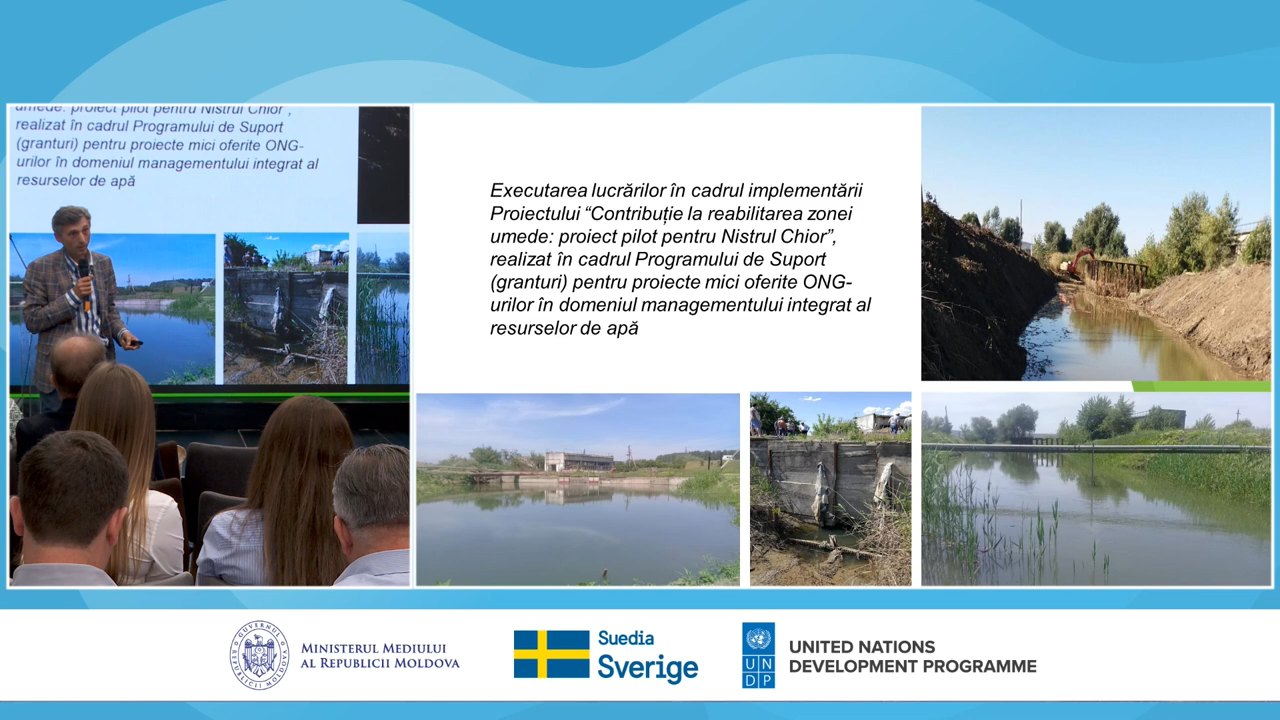 umede: proiect pilot pentru Nistrul Chior",
realizat în cadrul Programului de Suport
(granturi) pentru proiecte mici oferite ONG-
urilor în domeniul managementului integrat al
resurselor de apă
Executarea lucrărilor în cadrul implementării
Proiectului “Contribuție la reabilitarea zonei
umede: proiect pilot pentru Nistrul Chior”,
realizat în cadrul Programului de Suport
(granturi) pentru proiecte mici oferite ONG-
urilor în domeniul managementului integrat al
resurselor de apă
GUVERNUL
REPUBLICII MOLDOVA
MINISTERUL MEDIULUI
AL REPUBLICII MOLDOVA
Suedia
Sverige
U N
D P
UNITED NATIONS
DEVELOPMENT PROGRAMME